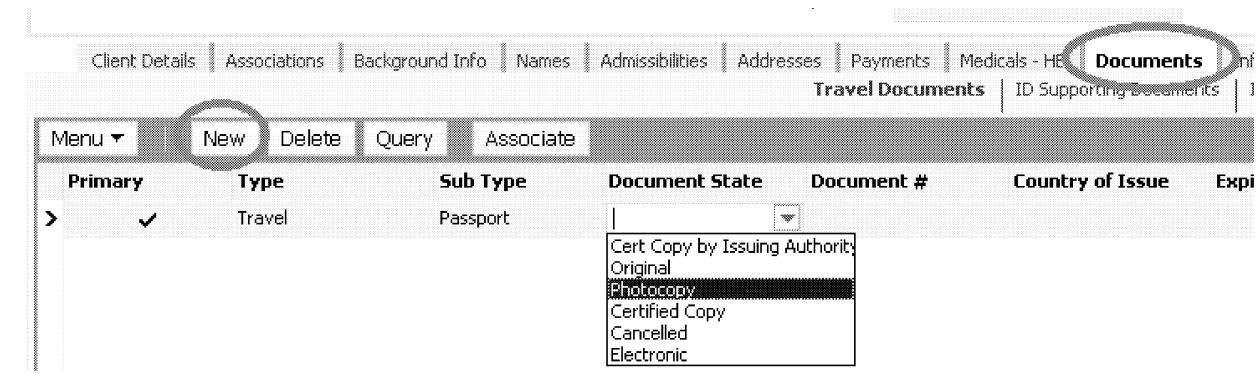 Client Details Associations Background Info Names Admissibilities Addresses Payments Medicals - Documents
Travel Documents ID Supporting Documents
Menu New Delete Query Associate
Primary Type Sub Type Document State Document # Country of Issue Expi
Travel Passport
Cert Copy by Issuing Authority
Original
Photocopy
Certified Copy
Cancelled
Electronic